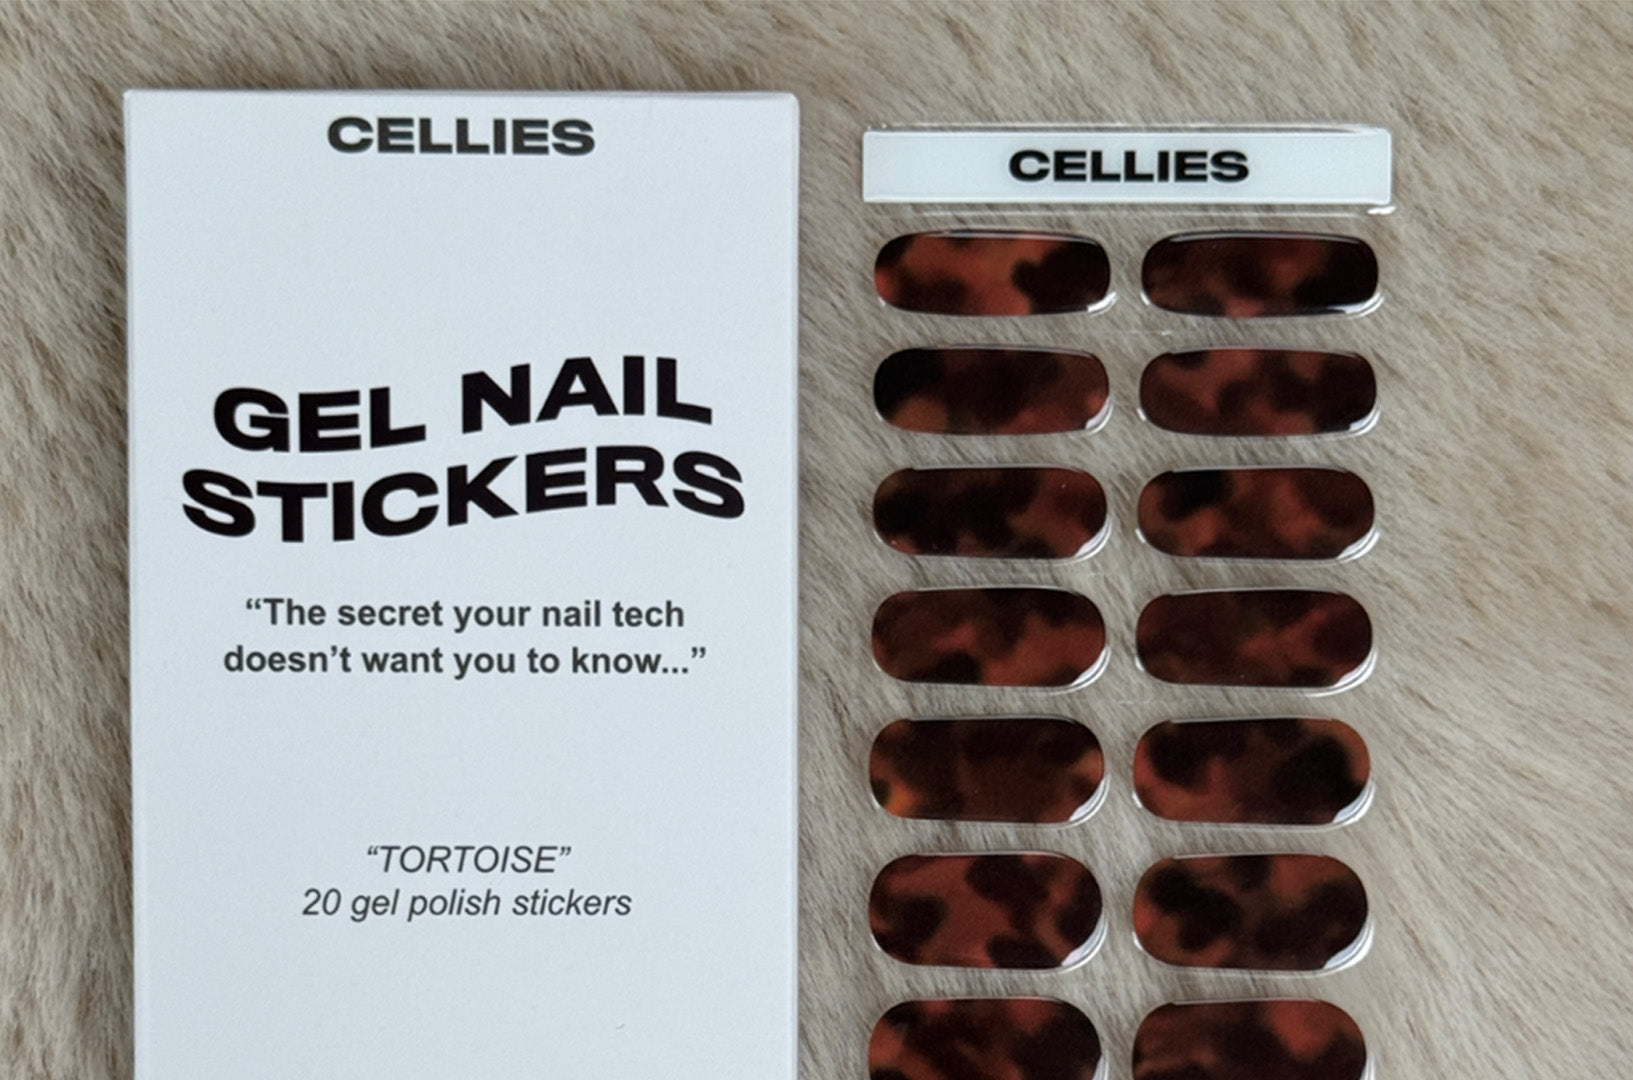 CELLIES
GEL NAIL
STICKERS
“The secret your nail tech
doesn’t want you to know...”
“TORTOISE”
20 gel polish stickers
CELLIES